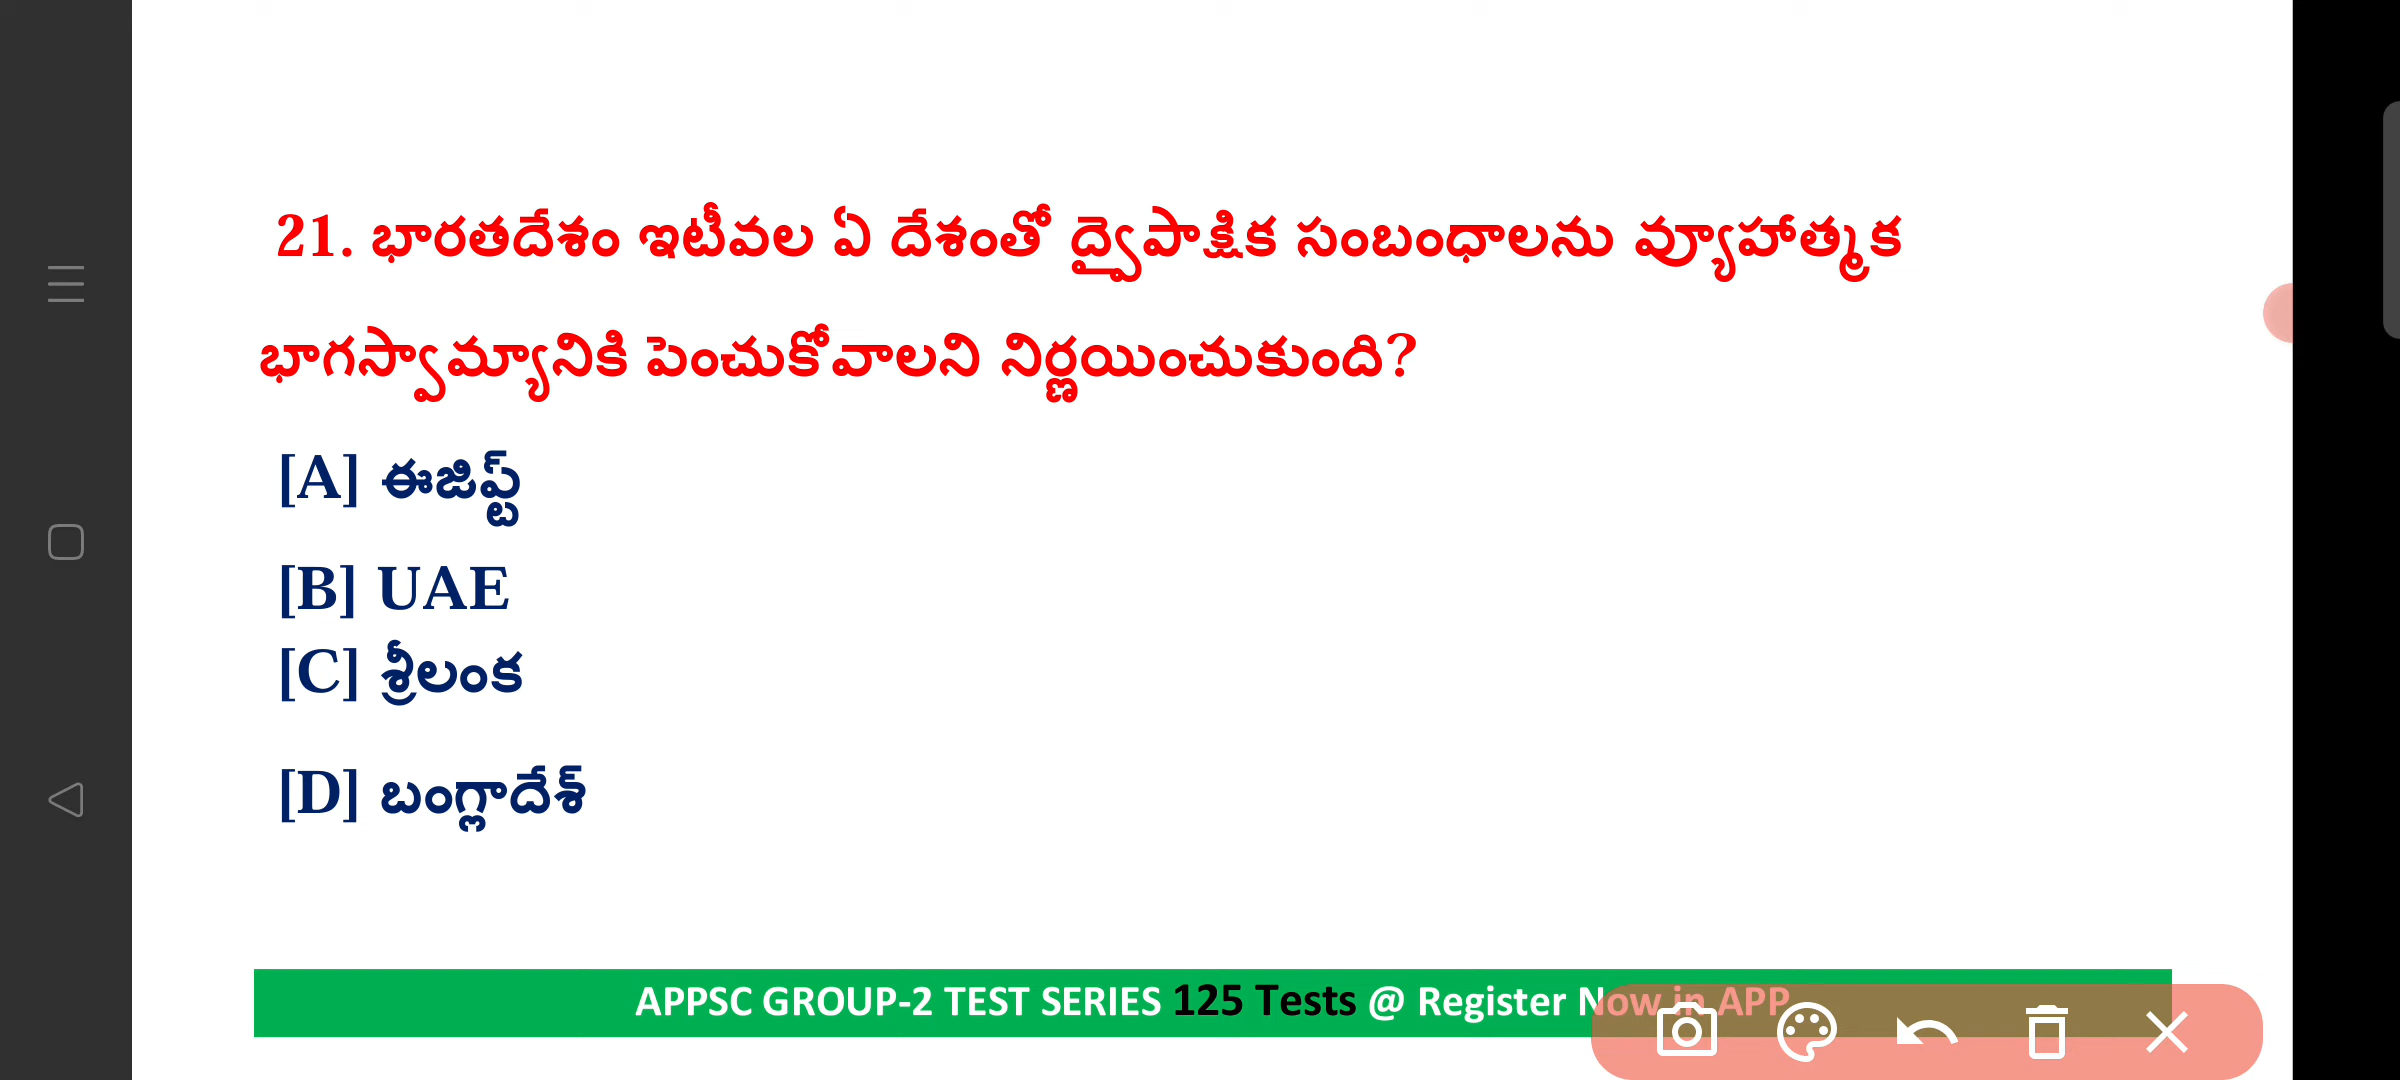 21. భారతదేశం ఇటీవల ఏ దేశంతో ద్వైపాక్షిక సంబంధాలను వ్యూహాత్మక
భాగస్వామ్యానికి పెంచుకోవాలని నిర్ణయించుకుంది?
[A] ఈజిప్ట్
[B] UAE
[C] శ్రీలంక
[D] బంగ్లాదేశ్
APPSC GROUP-2 TEST SERIES 125 Tests @ Register Now in APP